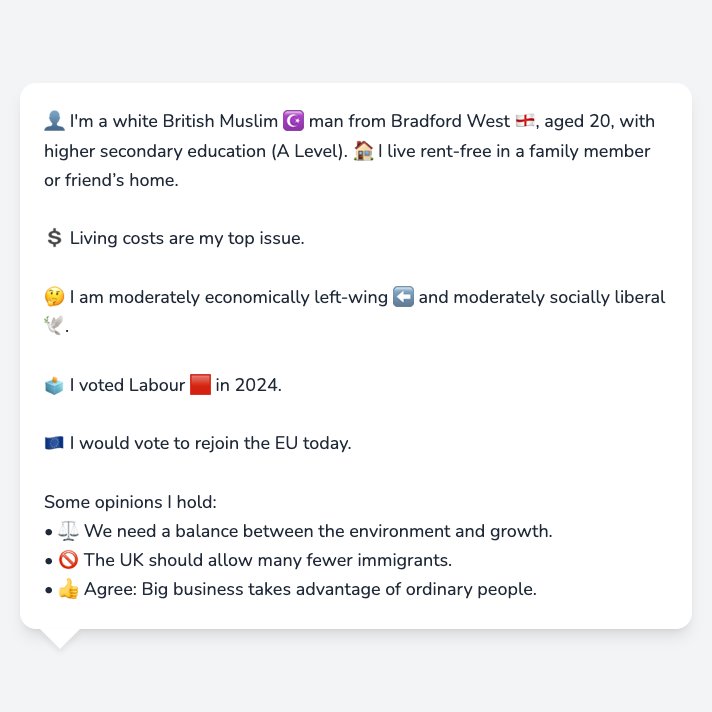 👤 I'm a white British Muslim ☪️ man from Bradford West 🏴󠁧󠁢󠁥󠁮󠁧󠁿, aged 20, with
higher secondary education (A Level). 🏠 I live rent-free in a family member
or friend’s home.
💲 Living costs are my top issue.
🤔 I am moderately economically left-wing ⬅️ and moderately socially liberal
🕊️.
🗳️ I voted Labour 🟥 in 2024.
🇪🇺 I would vote to rejoin the EU today.
Some opinions I hold:
• ⚖️ We need a balance between the environment and growth.
• 🚫 The UK should allow many fewer immigrants.
• 👍 Agree: Big business takes advantage of ordinary people.